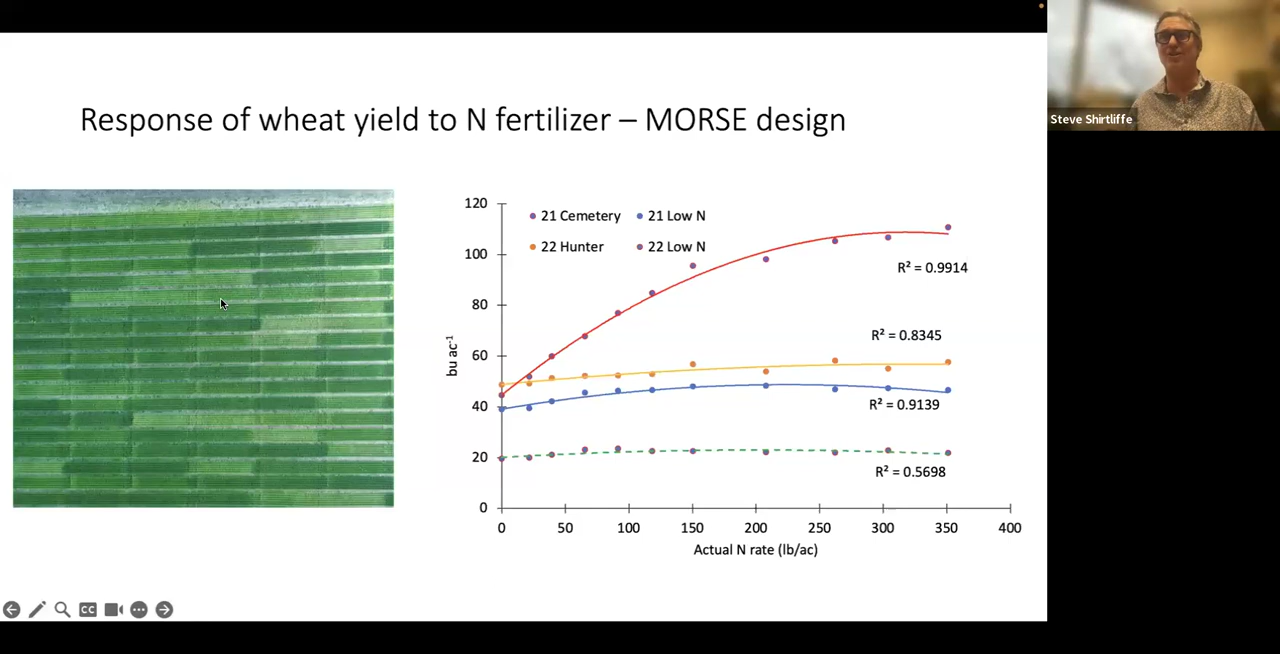 Steve Shirtliffe
Response of wheat yield to N fertilizer – MORSE design
120
100
80
60
40
20
0
bu ac⁻¹
21 Cemetery 21 Low N
22 Hunter 22 Low N
R² = 0.9914
R² = 0.8345
R² = 0.9139
R² = 0.5698
0 50 100 150 200 250 300 350 400
Actual N rate (lb/ac)
CC